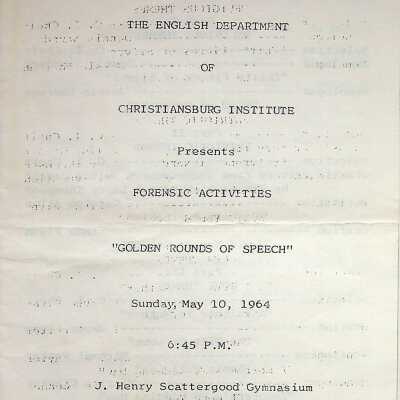 THE ENGLISH DEPARTMENT
OF
CHRISTIANSBURG INSTITUTE
Presents
FORENSIC ACTIVITIES
"GOLDEN ROUNDS OF SPEECH"
Sunday, May 10, 1964
6:45 P.M.
J. Henry Scattergood Gymnasium